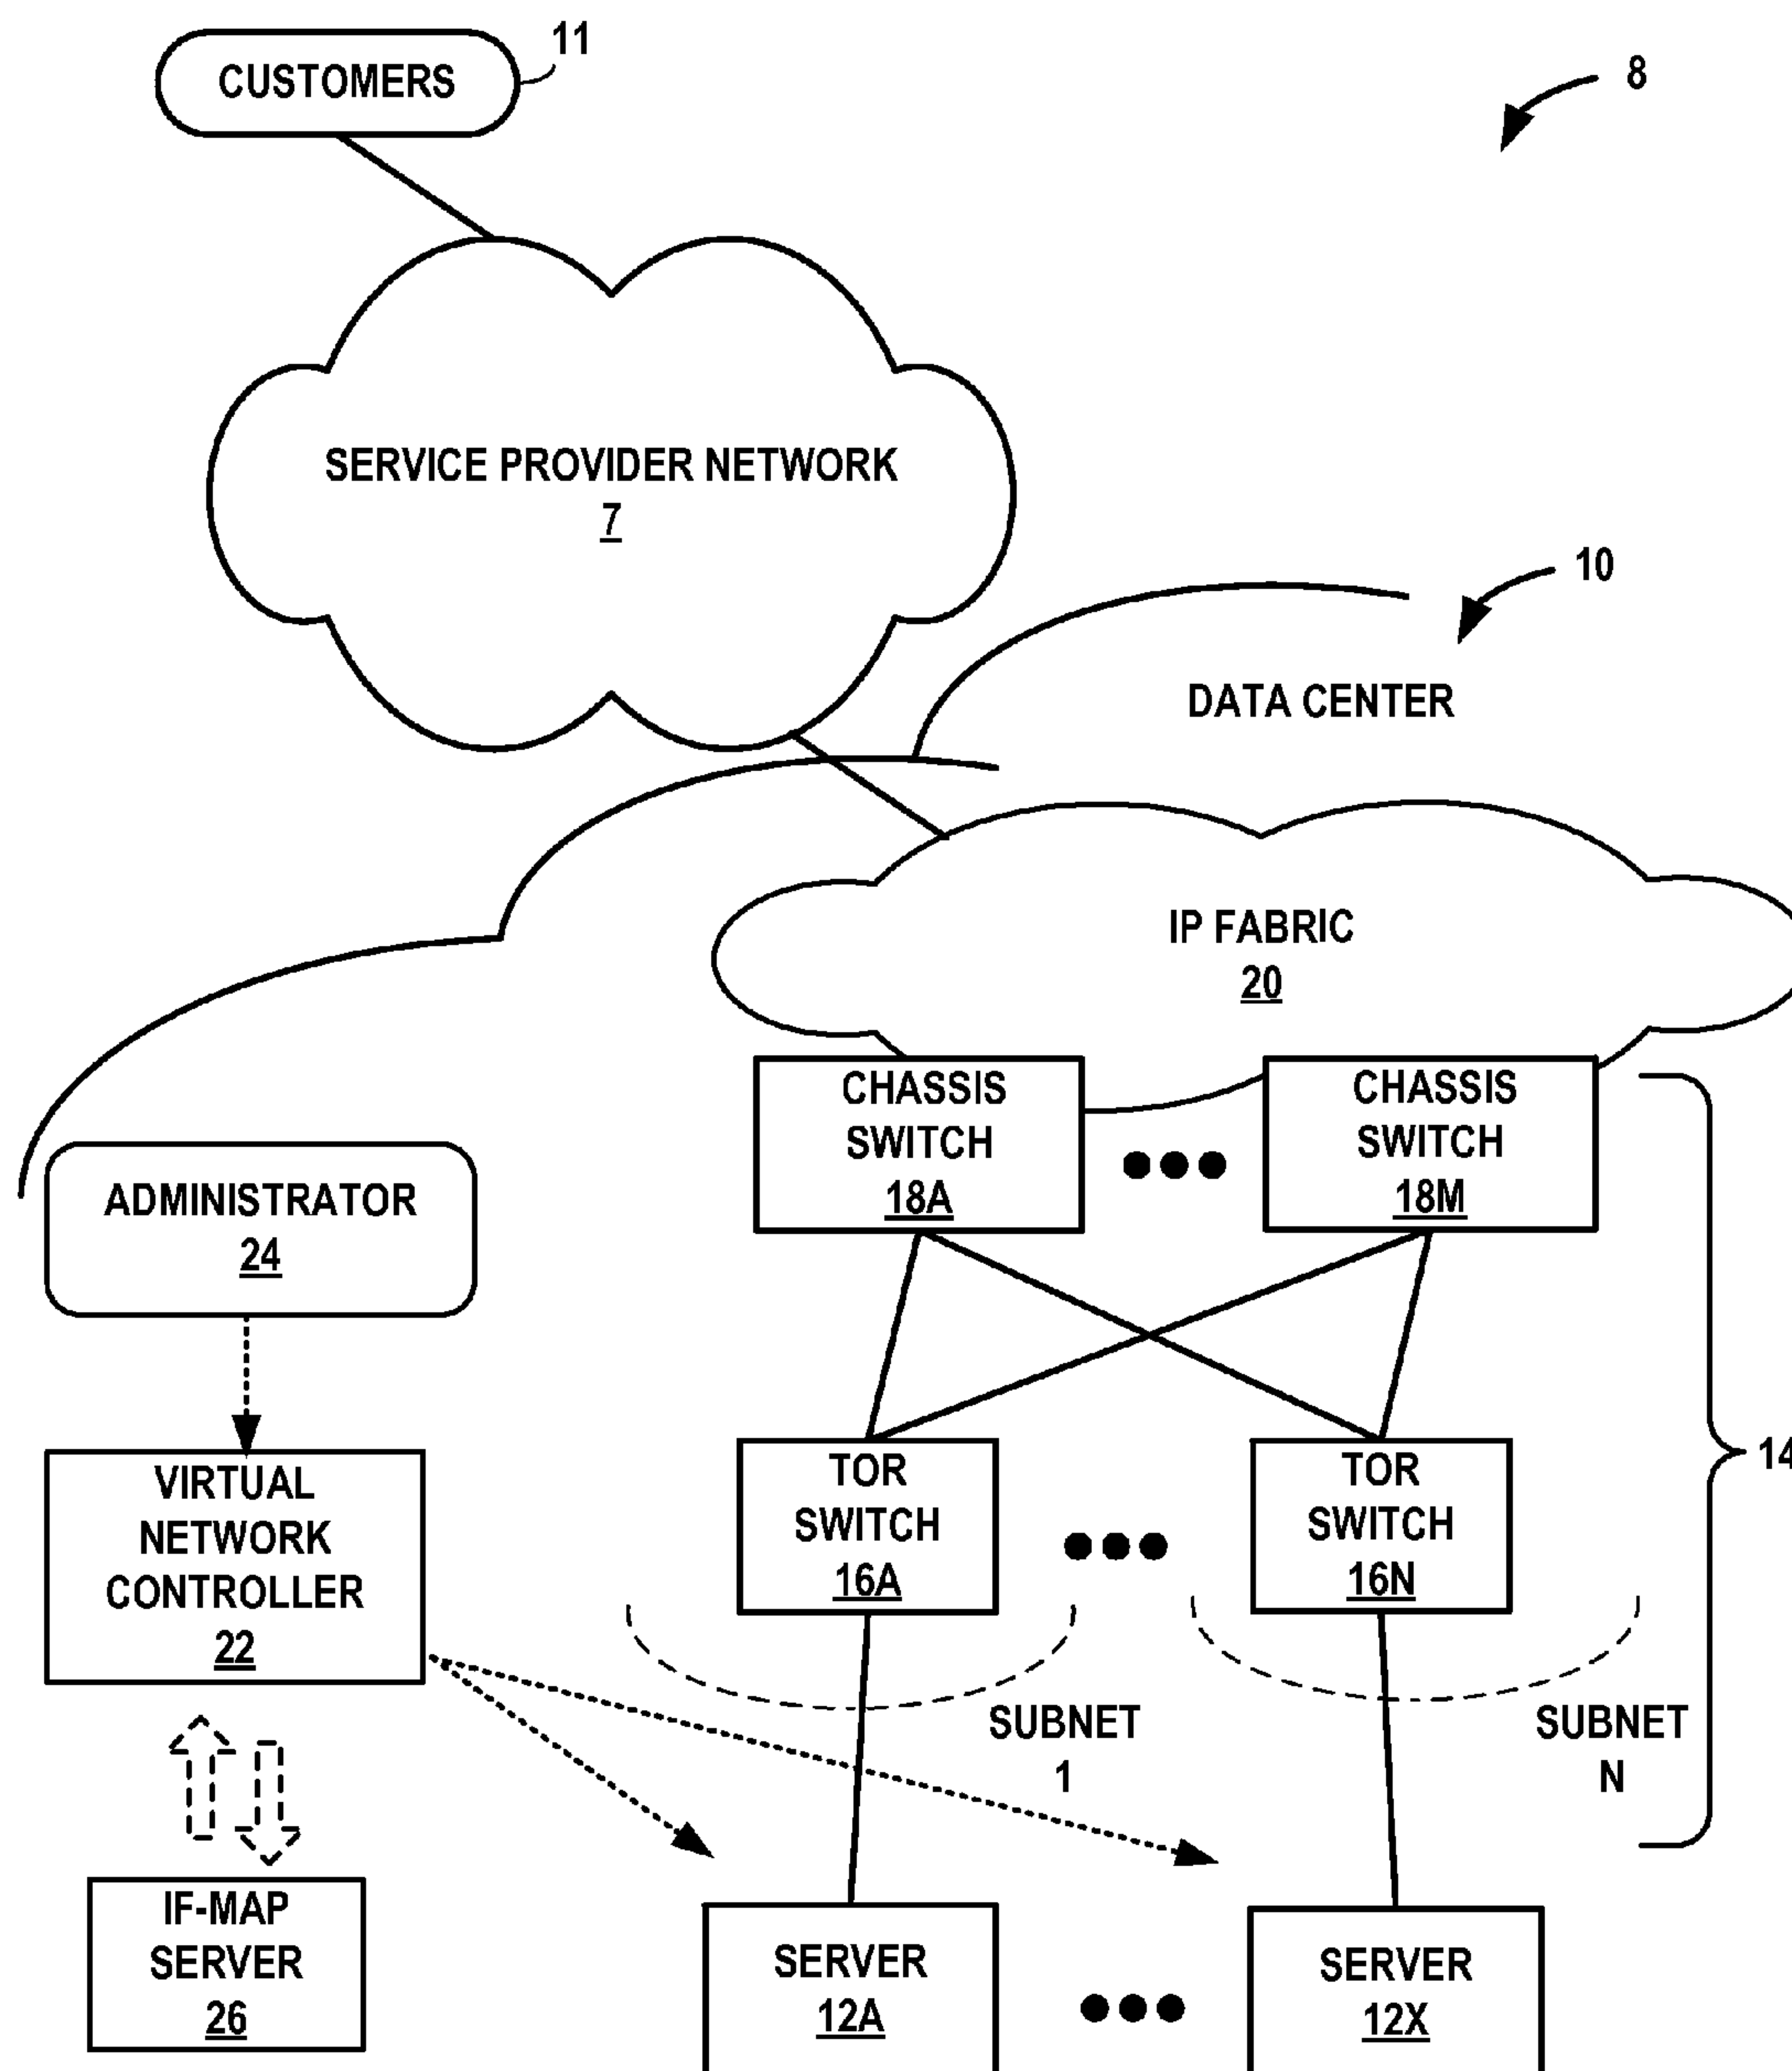 CUSTOMERS
11
8
SERVICE PROVIDER NETWORK
7
10
DATA CENTER
IP FABRIC
20
CHASSIS
SWITCH
18A
CHASSIS
SWITCH
18M
ADMINISTRATOR
24
VIRTUAL
NETWORK
CONTROLLER
22
TOR
SWITCH
16A
TOR
SWITCH
16N
14
SUBNET
1
SUBNET
N
IF-MAP
SERVER
26
SERVER
12A
SERVER
12X